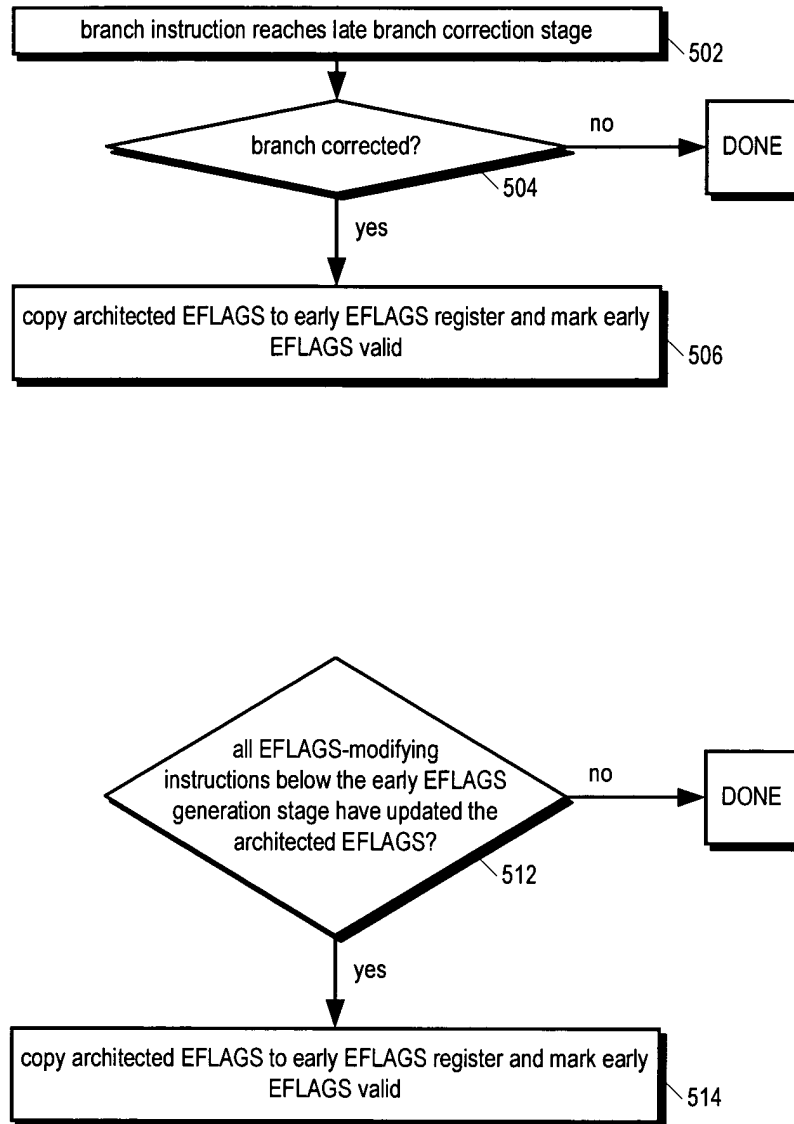 branch instruction reaches late branch correction stage
502
branch corrected?
no
DONE
504
yes
copy architected EFLAGS to early EFLAGS register and mark early
EFLAGS valid
506
all EFLAGS-modifying
instructions below the early EFLAGS
generation stage have updated the
architected EFLAGS?
no
DONE
512
yes
copy architected EFLAGS to early EFLAGS register and mark early
EFLAGS valid
514